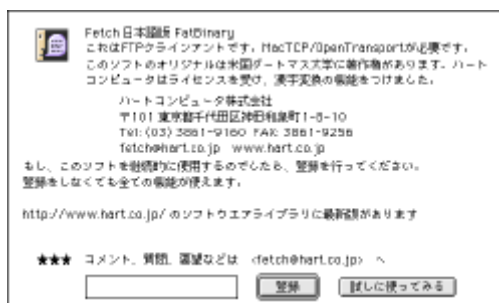 Fetch 日本語版 FatBinary
これはFTPクライアントです。MacTCP/OpenTransportが必要です。
このソフトのオリジナルは米国ダートマス大学に著作権があります。ハート
コンピュータはライセンスを受け、漢字変換の機能をつけました。
ハートコンピュータ株式会社
〒101 東京都千代田区神田和泉町1-8-10
Tel: (03) 3861-9160 FAX: 3861-9256
fetch@hart.co.jp www.hart.co.jp
もし、このソフトを継続的に使用するのでしたら、登録を行ってください。
登録をしなくても全ての機能が使えます。
http://www.hart.co.jp/ のソフトウエアライブラリに最新版があります
★★★ コメント、質問、要望などは <fetch@hart.co.jp> へ
登録
試しに使ってみる